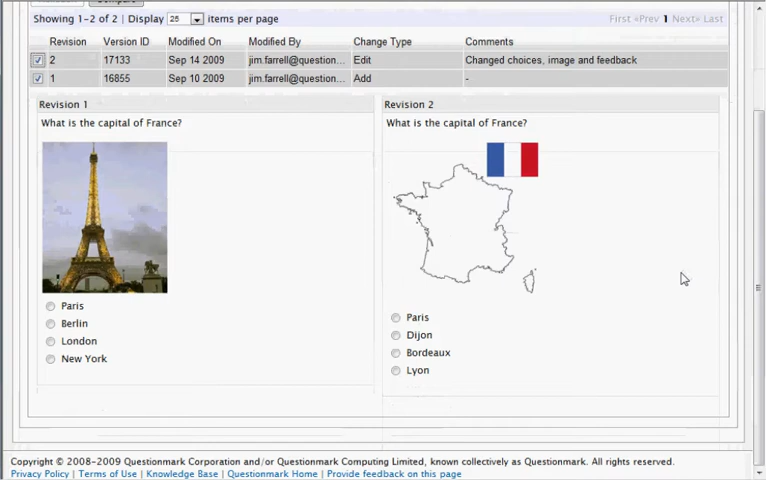 Compare
Showing 1-2 of 2 | Display 25 items per page First «Prev 1 Next» Last
Revision Version ID Modified On Modified By Change Type Comments
2 17133 Sep 14 2009 jim.farrell@question... Edit Changed choices, image and feedback
1 16855 Sep 10 2009 jim.farrell@question... Add -
Revision 1
What is the capital of France?
Paris
Berlin
London
New York
Revision 2
What is the capital of France?
Paris
Dijon
Bordeaux
Lyon
Copyright © 2008-2009 Questionmark Corporation and/or Questionmark Computing Limited, known collectively as Questionmark. All rights reserved.
Privacy Policy | Terms of Use | Knowledge Base | Questionmark Home | Provide feedback on this page